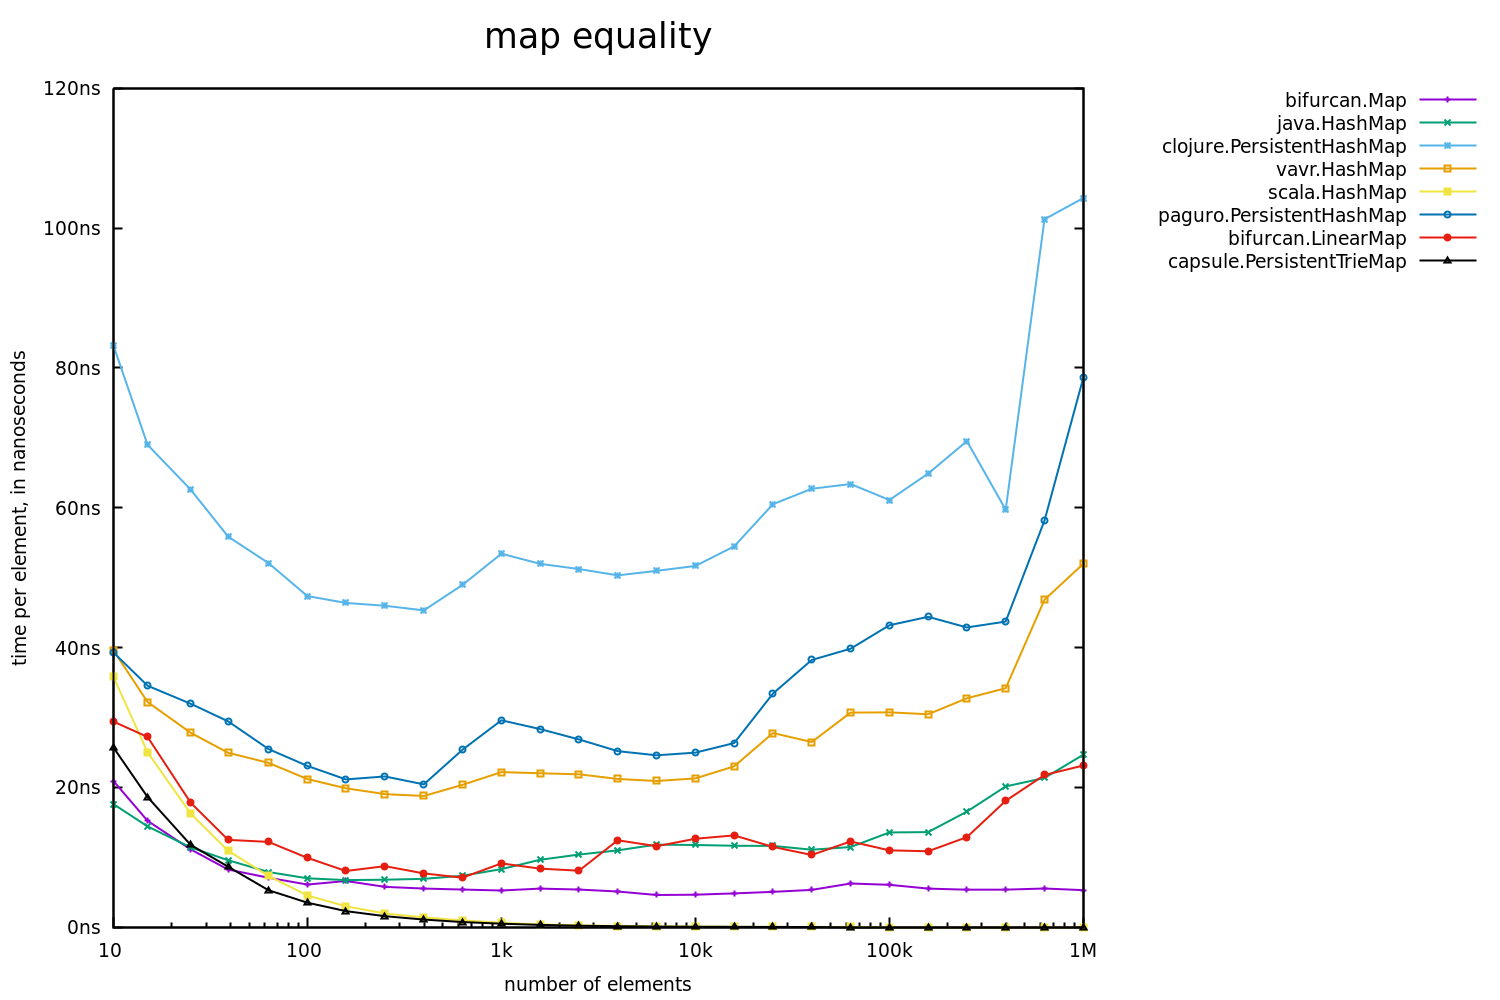 map equality
120ns
100ns
80ns
60ns
40ns
20ns
0ns
time per element, in nanoseconds
10
100
1k
10k
100k
1M
number of elements
bifurcan.Map
java.HashMap
clojure.PersistentHashMap
vavr.HashMap
scala.HashMap
paguro.PersistentHashMap
bifurcan.LinearMap
capsule.PersistentTrieMap